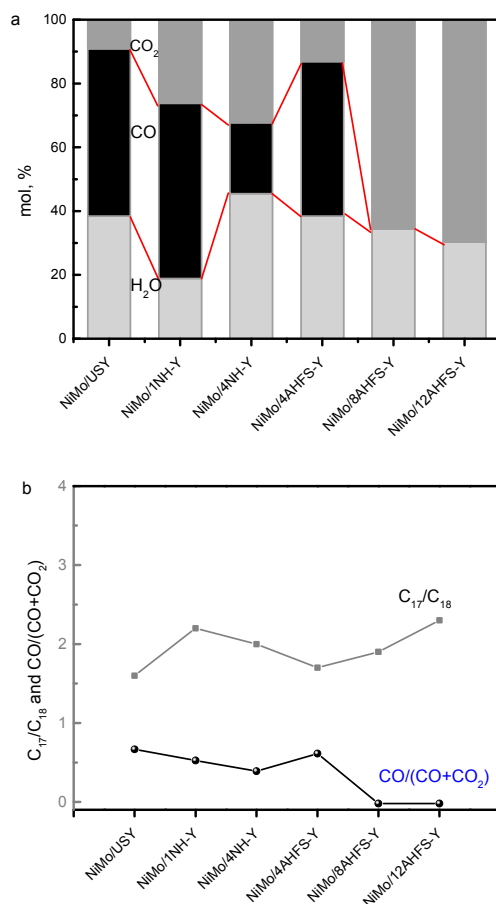 a
100
80
60
40
20
0
mol, %
CO₂
CO
H₂O
NiMo/USY
NiMo/1NH-Y
NiMo/4NH-Y
NiMo/4AHFS-Y
NiMo/8AHFS-Y
NiMo/12AHFS-Y
b
4
3
2
1
0
C₁₇/C₁₈ and CO/(CO+CO₂)
C₁₇/C₁₈
CO/(CO+CO₂)
NiMo/USY
NiMo/1NH-Y
NiMo/4NH-Y
NiMo/4AHFS-Y
NiMo/8AHFS-Y
NiMo/12AHFS-Y